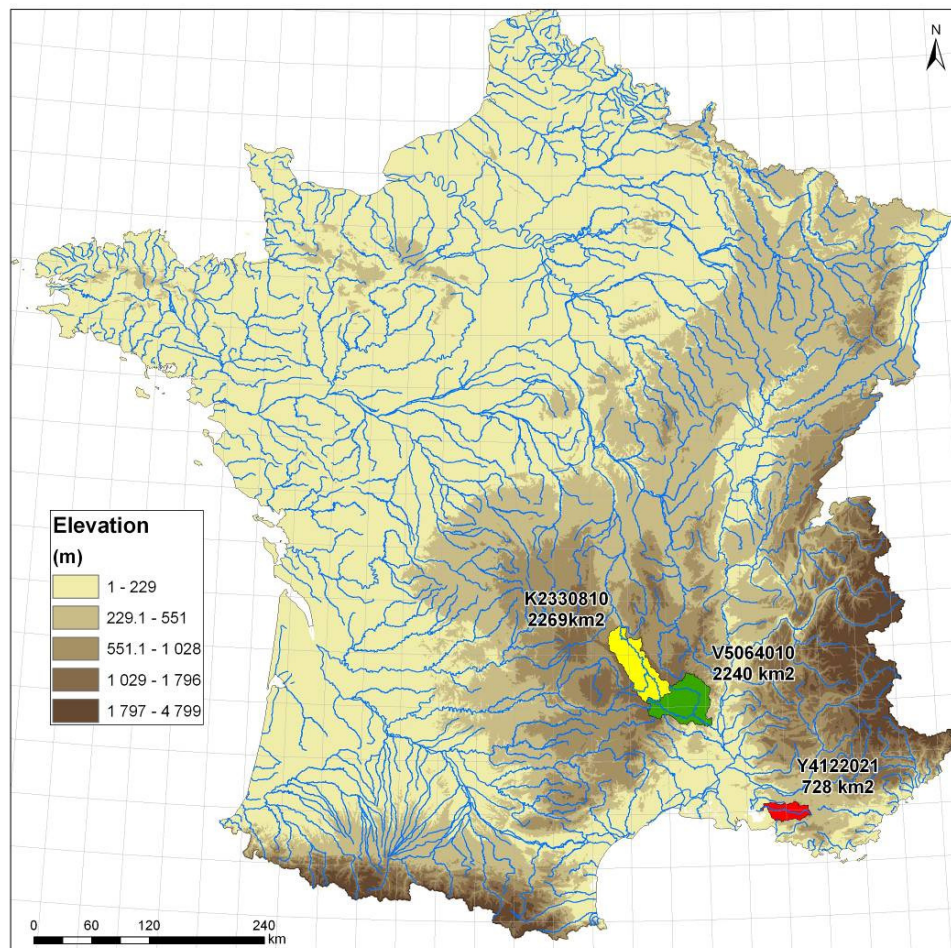 N
K2330810
2269km2
V5064010
2240 km2
Y4122021
728 km2
Elevation
(m)
1 - 229
229.1 - 551
551.1 - 1 028
1 029 - 1 796
1 797 - 4 799
0 60 120 240
km